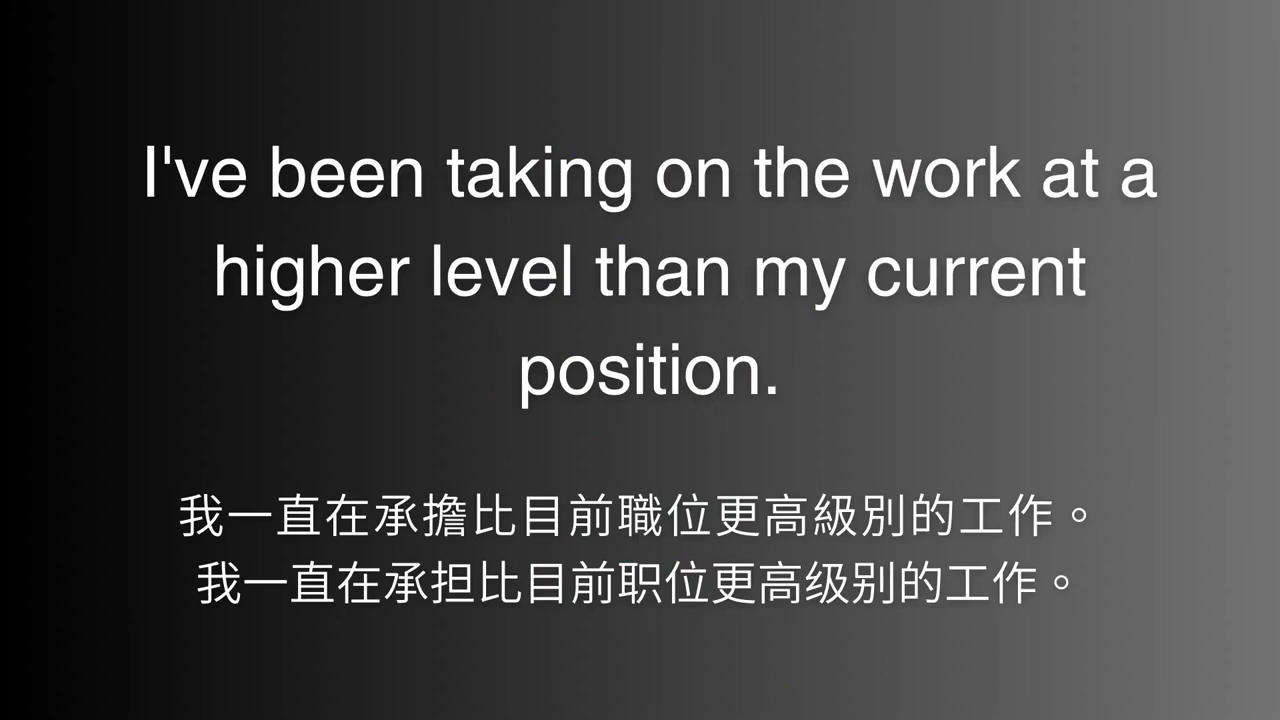 I've been taking on the work at a
higher level than my current
position.
我一直在承擔比目前職位更高級別的工作。
我一直在承担比目前职位更高级别的工作。